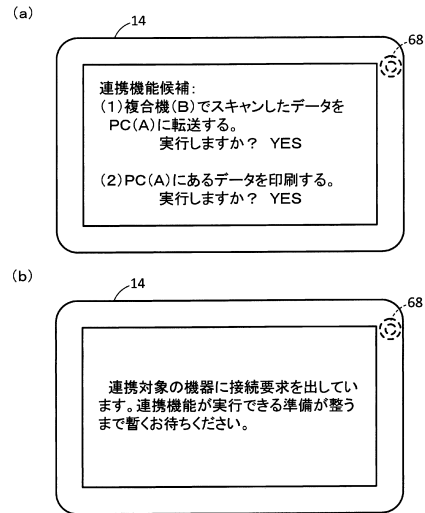 (a)
14
68
連携機能候補:
(1)複合機(B)でスキャンしたデータを
PC(A)に転送する。
実行しますか? YES
(2)PC(A)にあるデータを印刷する。
実行しますか? YES
(b)
14
68
連携対象の機器に接続要求を出してい
ます。連携機能が実行できる準備が整う
まで暫くお待ちください。